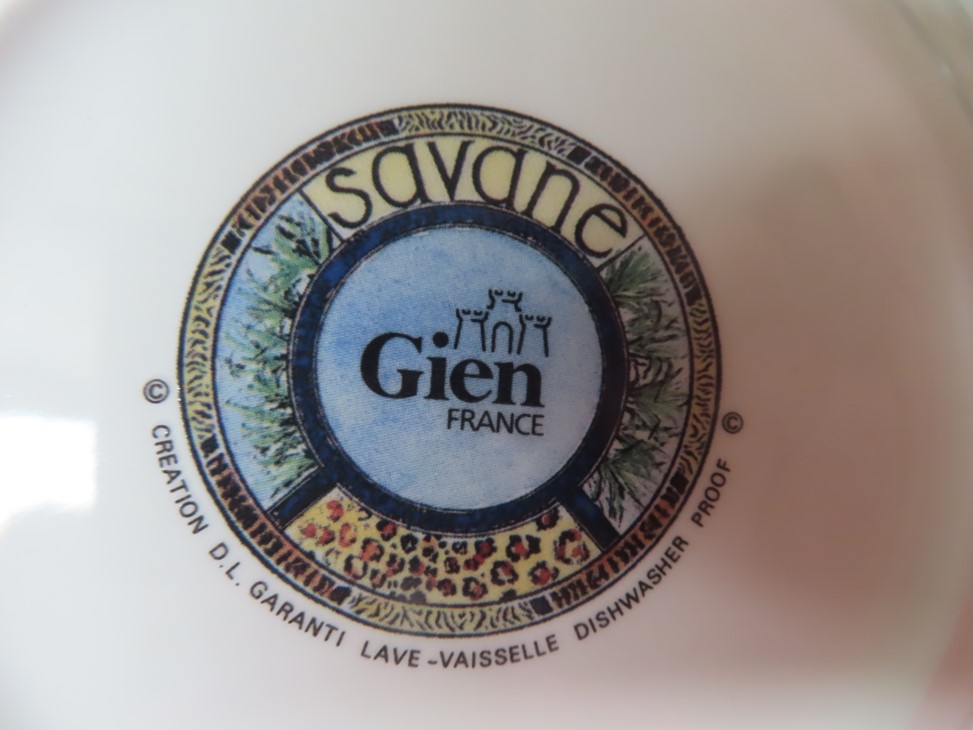 savane
Gien
FRANCE
© CREATION D.L. GARANTI LAVE-VAISSELLE DISHWASHER PROOF ©